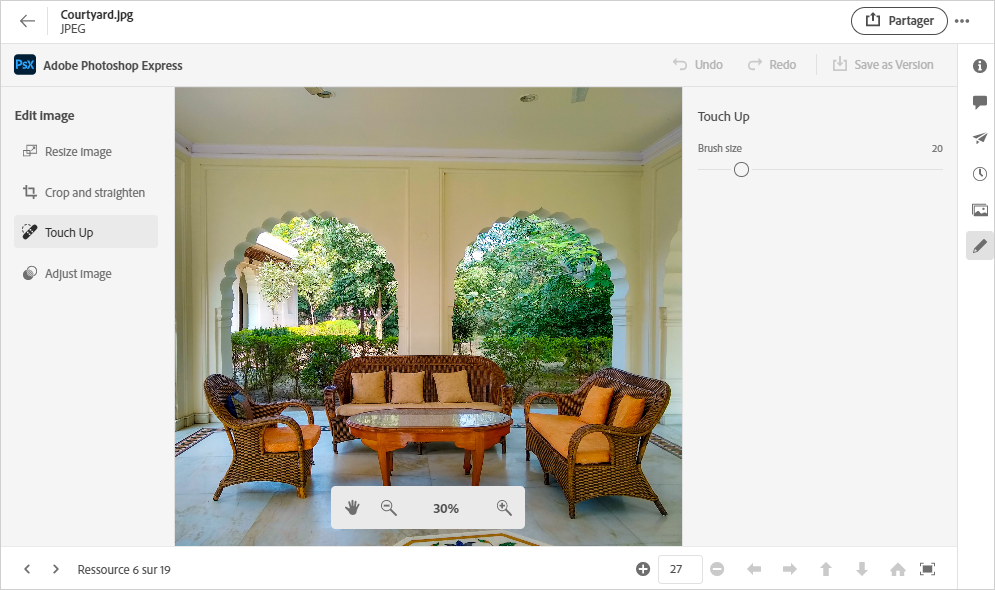 Courtyard.jpg
JPEG
Partager
PsX
Adobe Photoshop Express
Undo
Redo
Save as Version
Edit Image
Resize Image
Crop and straighten
Touch Up
Adjust Image
Touch Up
Brush size
20
30%
Ressource 6 sur 19
27